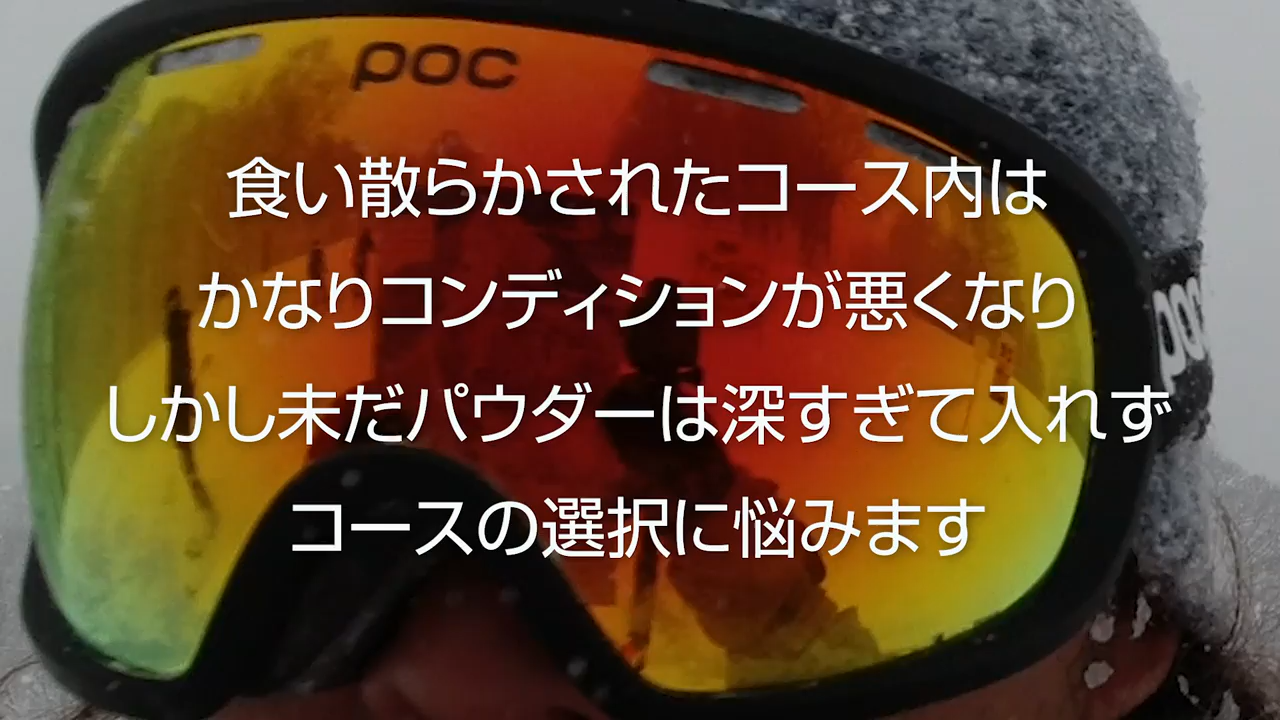 POC
食い散らかされたコース内は
かなりコンディションが悪くなり
しかし未だパウダーは深すぎて入れず
コースの選択に悩みます
poc